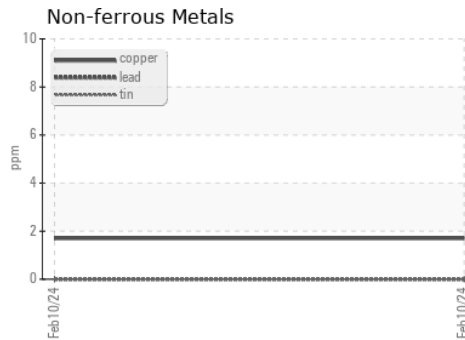 Non-ferrous Metals
10
8
6
4
2
0
ppm
copper
lead
tin
Feb10/24
Feb10/24